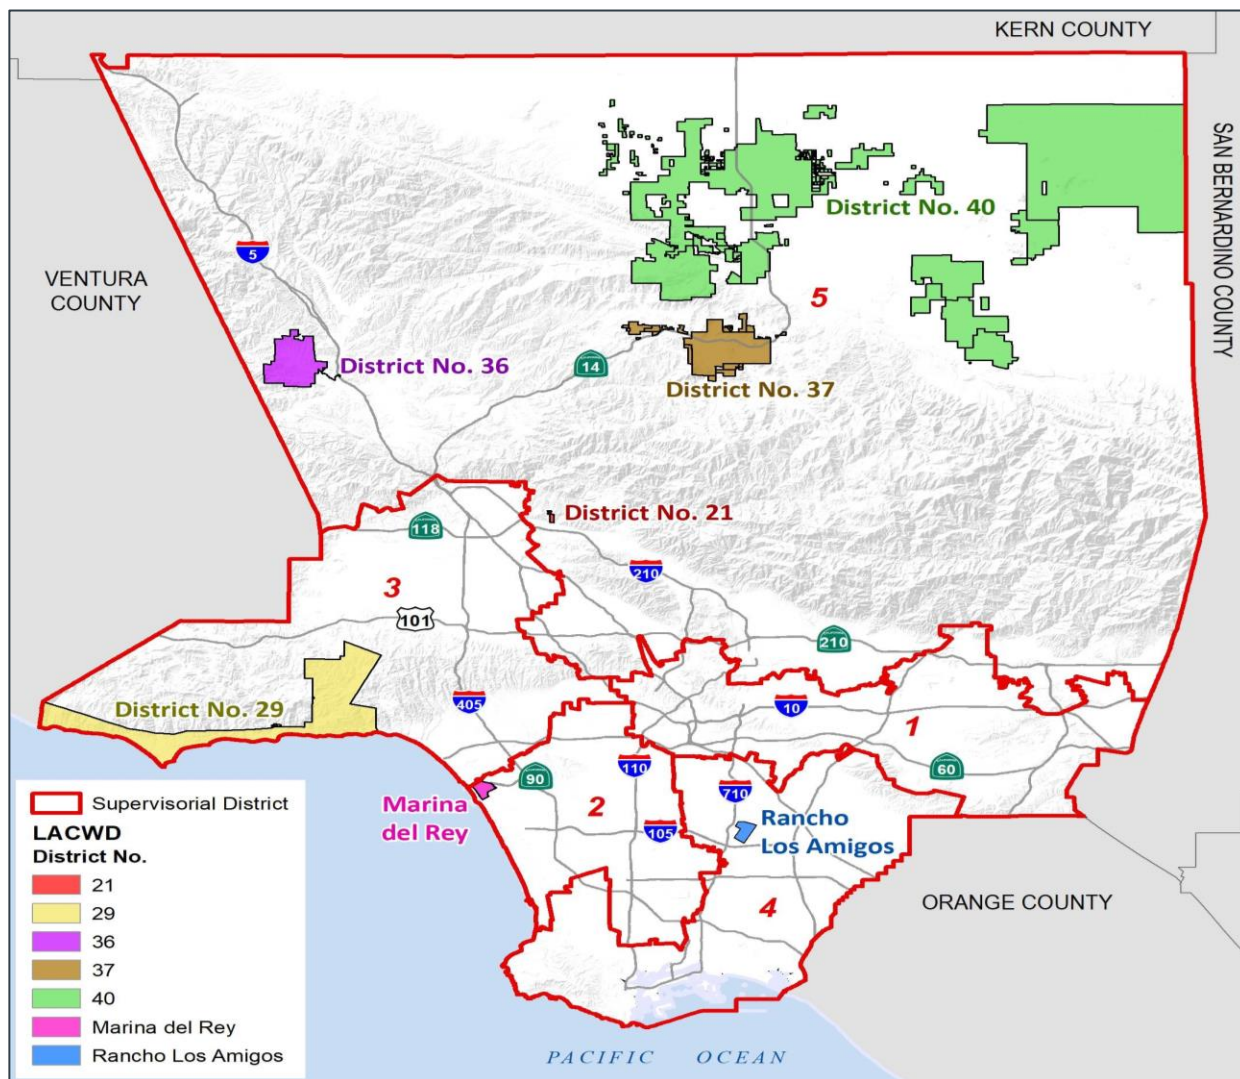 KERN COUNTY
SAN BERNARDINO COUNTY
District No. 40
5
VENTURA
COUNTY
5
District No. 36
14
District No. 37
District No. 21
118
210
3
101
210
District No. 29
405
10
1
90
110
60
710
Marina
del Rey
2
Rancho
Los Amigos
105
4
ORANGE COUNTY
Supervisorial District
LACWD
District No.
21
29
36
37
40
Marina del Rey
Rancho Los Amigos
PACIFIC OCEAN